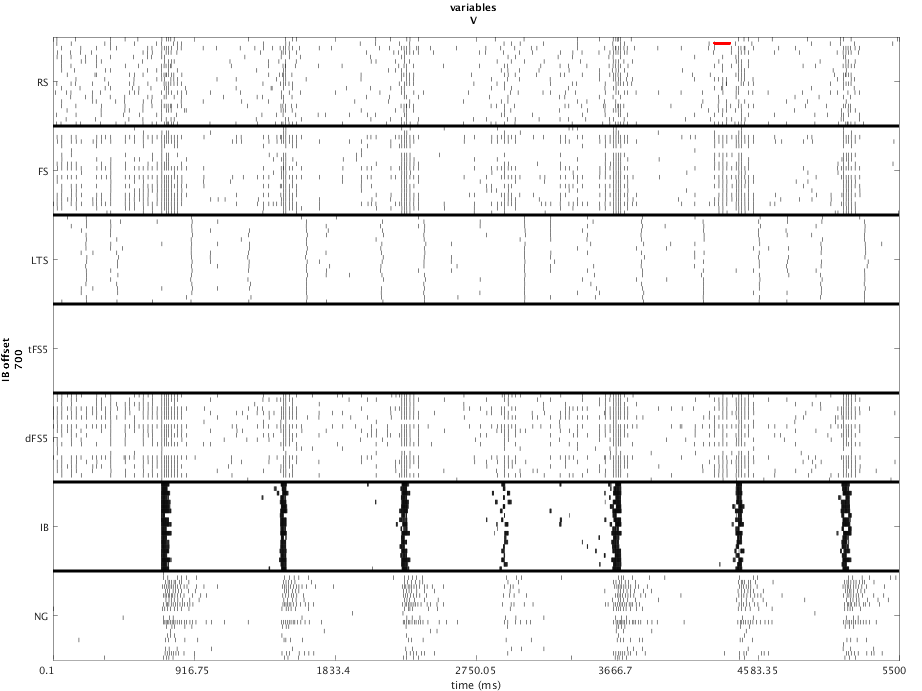 variables
V
RS
FS
LTS
tFS5
dFS5
IB
NG
IB offset
700
0.1
916.75
1833.4
2750.05
3666.7
4583.35
5500
time (ms)